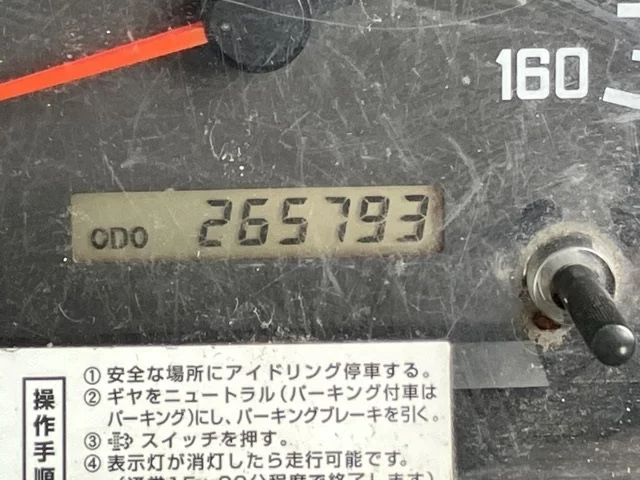 160
ODO 265793
操作手順
① 安全な場所にアイドリング停車する。
② ギヤをニュートラル(パーキング付車は
パーキング)にし、パーキングブレーキを引く。
③ スイッチを押す。
④ 表示灯が消灯したら走行可能です。